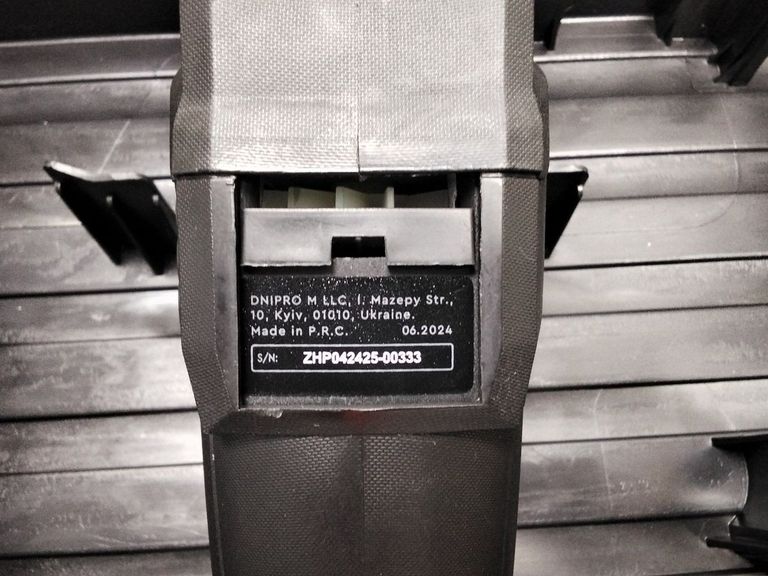 DNIPRO M LLC, I. Mazepy Str.,
10, Kyiv, 01010, Ukraine.
Made in P.R.C. 06.2024
S/N: ZHP042425-00333